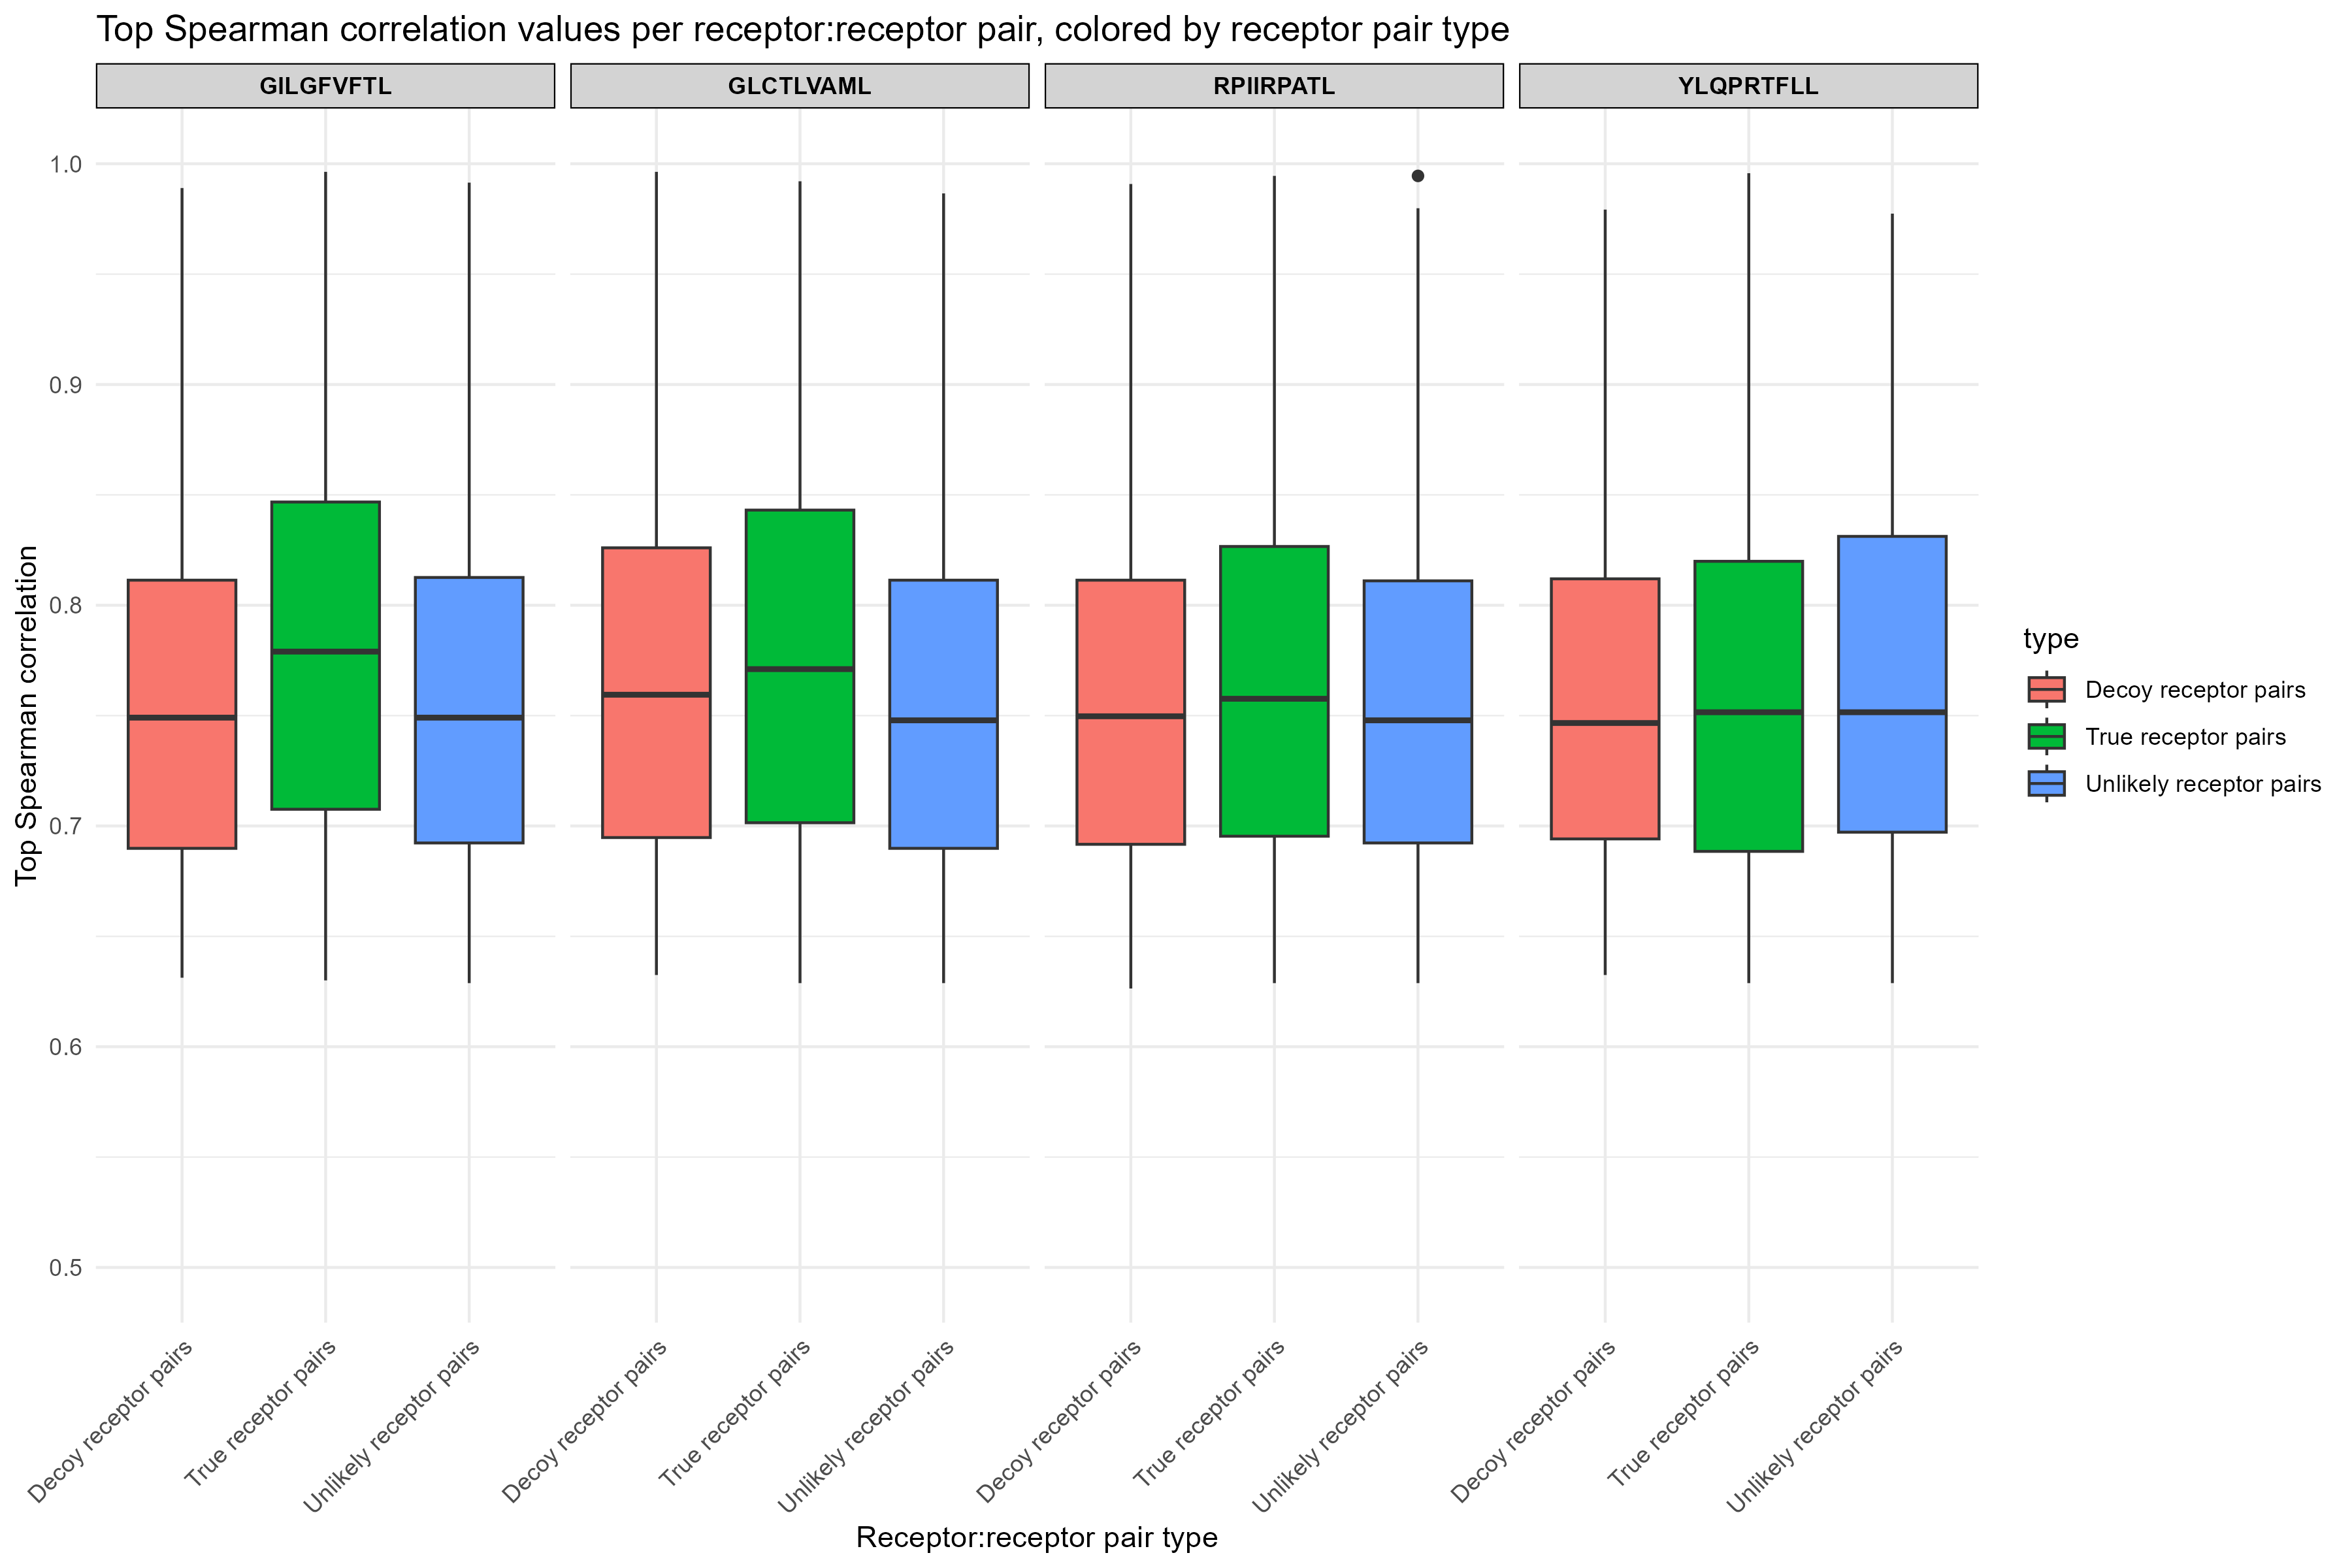 Top Spearman correlation values per receptor:receptor pair, colored by receptor pair type
GILGFVFTL
GLCTLVAML
RPIIRPATL
YLQPRTFLL
Top Spearman correlation
1.0
0.9
0.8
0.7
0.6
0.5
Decoy receptor pairs
True receptor pairs
Unlikely receptor pairs
Decoy receptor pairs
True receptor pairs
Unlikely receptor pairs
Decoy receptor pairs
True receptor pairs
Unlikely receptor pairs
Decoy receptor pairs
True receptor pairs
Unlikely receptor pairs
Receptor:receptor pair type
type
Decoy receptor pairs
True receptor pairs
Unlikely receptor pairs